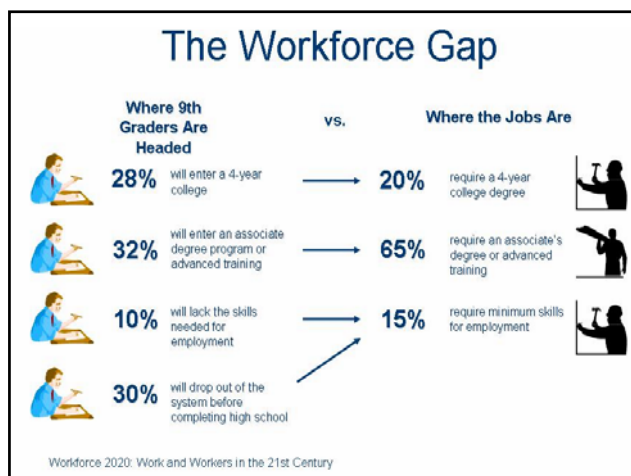 The Workforce Gap
Where 9th
Graders Are
Headed
vs.
Where the Jobs Are
28%
will enter a 4-year
college
20%
require a 4-year
college degree
32%
will enter an associate
degree program or
advanced training
65%
require an associate's
degree or advanced
training
10%
will lack the skills
needed for
employment
15%
require minimum skills
for employment
30%
will drop out of the
system before
completing high school
Workforce 2020: Work and Workers in the 21st Century